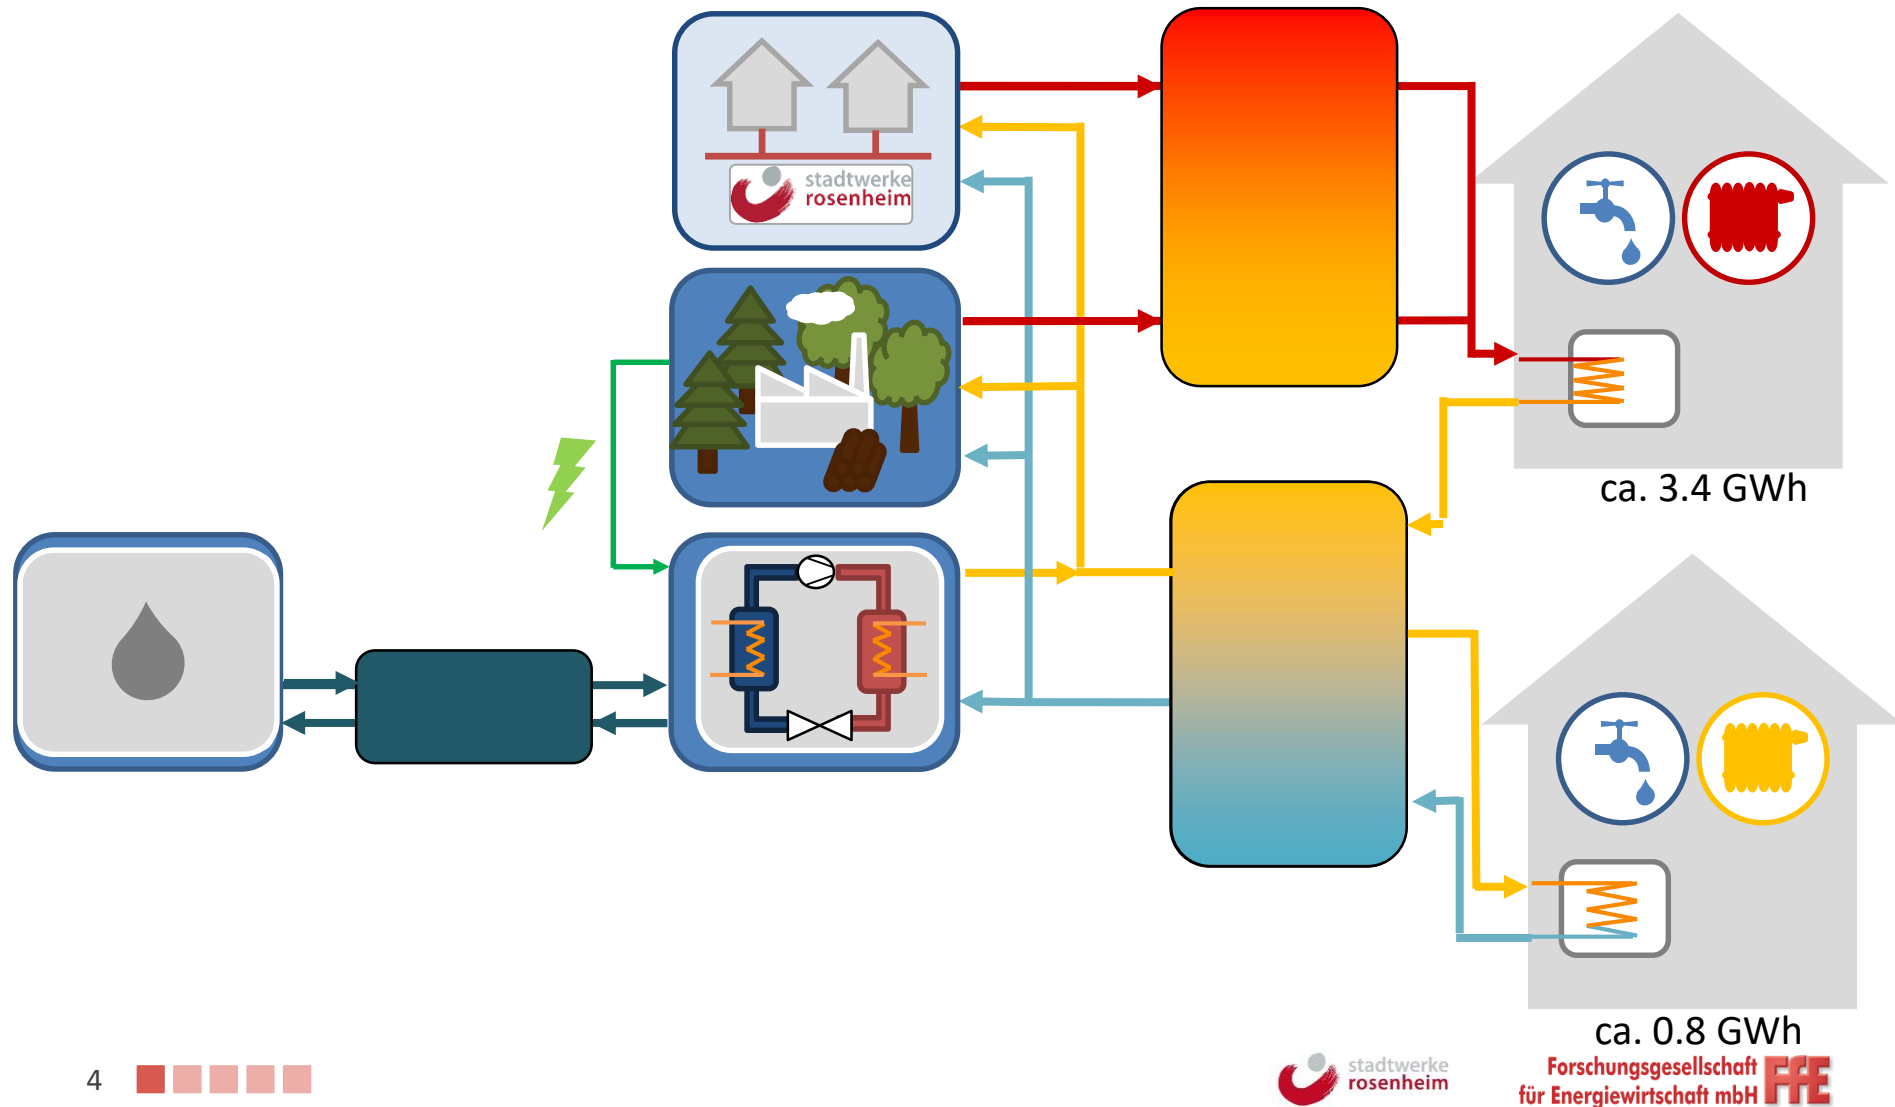 stadtwerke
rosenheim
ca. 3.4 GWh
ca. 0.8 GWh
4
stadtwerke
rosenheim
Forschungsgesellschaft
für Energiewirtschaft mbH
FfE